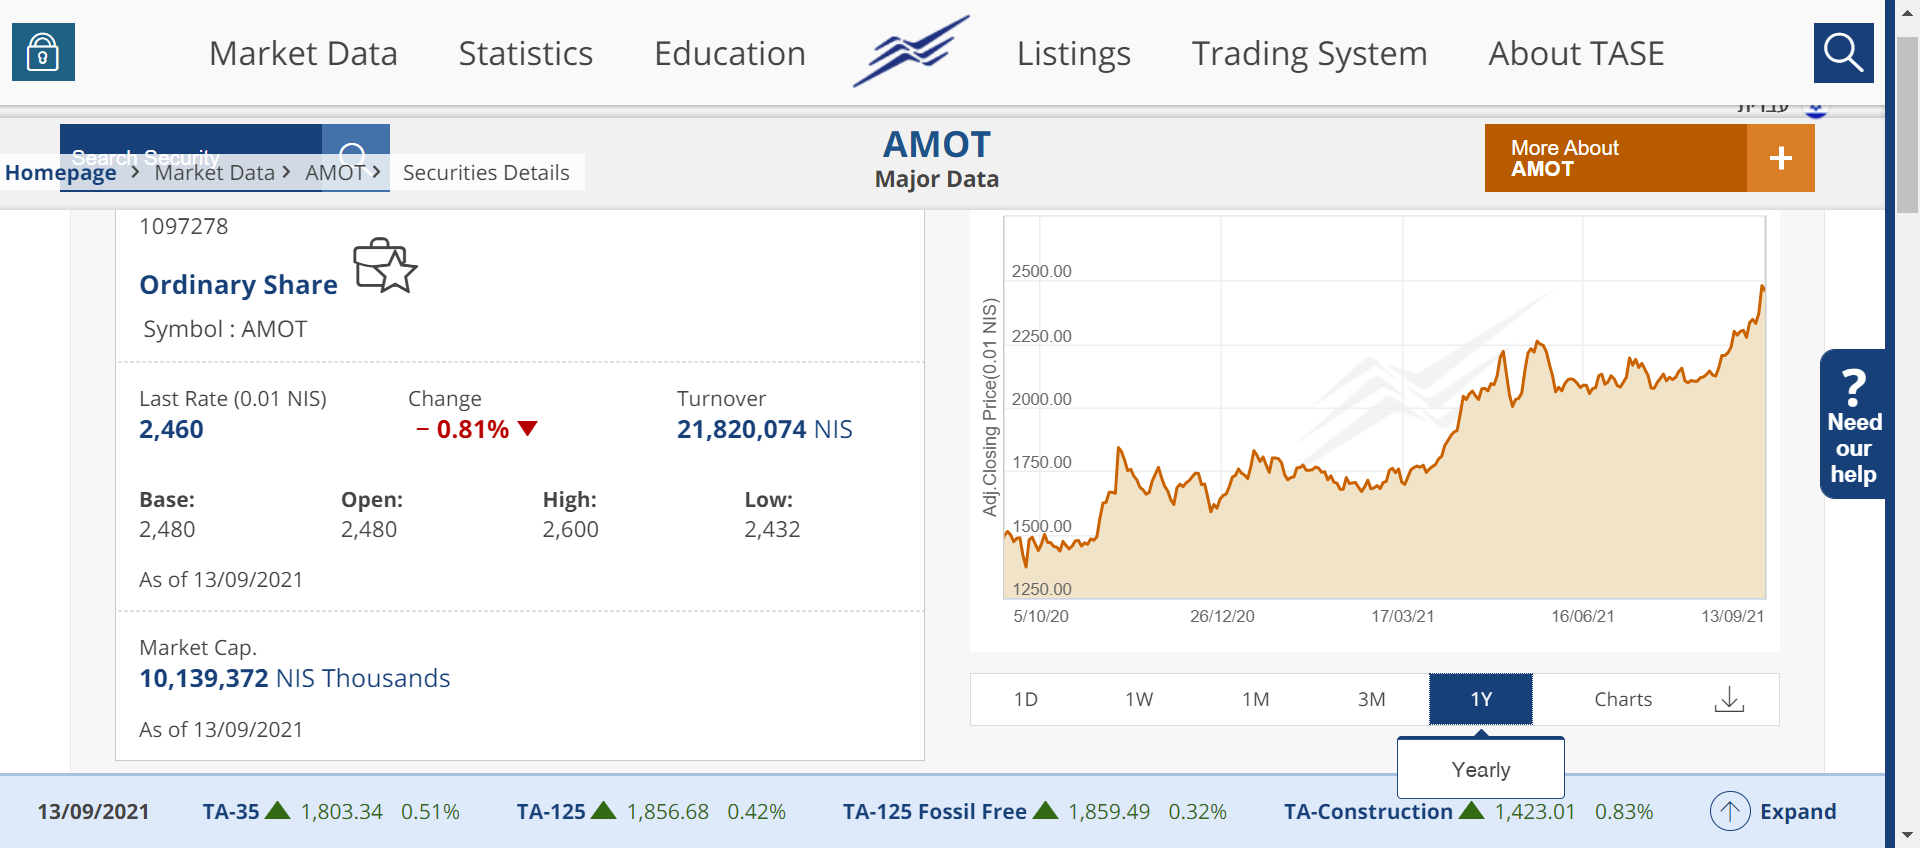 Market Data
Statistics
Education
Listings
Trading System
About TASE
Search Security
Homepage > Market Data > AMOT > Securities Details
AMOT
Major Data
More About
AMOT
+
1097278
Ordinary Share
Symbol : AMOT
Last Rate (0.01 NIS)
Change
Turnover
2,460
− 0.81%
21,820,074 NIS
Base:
Open:
High:
Low:
2,480
2,480
2,600
2,432
As of 13/09/2021
Market Cap.
10,139,372 NIS Thousands
As of 13/09/2021
Adj.Closing Price(0.01 NIS)
2500.00
2250.00
2000.00
1750.00
1500.00
1250.00
5/10/20
26/12/20
17/03/21
16/06/21
13/09/21
1D
1W
1M
3M
1Y
Charts
Yearly
?
Need
our
help
13/09/2021
TA-35 1,803.34 0.51%
TA-125 1,856.68 0.42%
TA-125 Fossil Free 1,859.49 0.32%
TA-Construction 1,423.01 0.83%
Expand